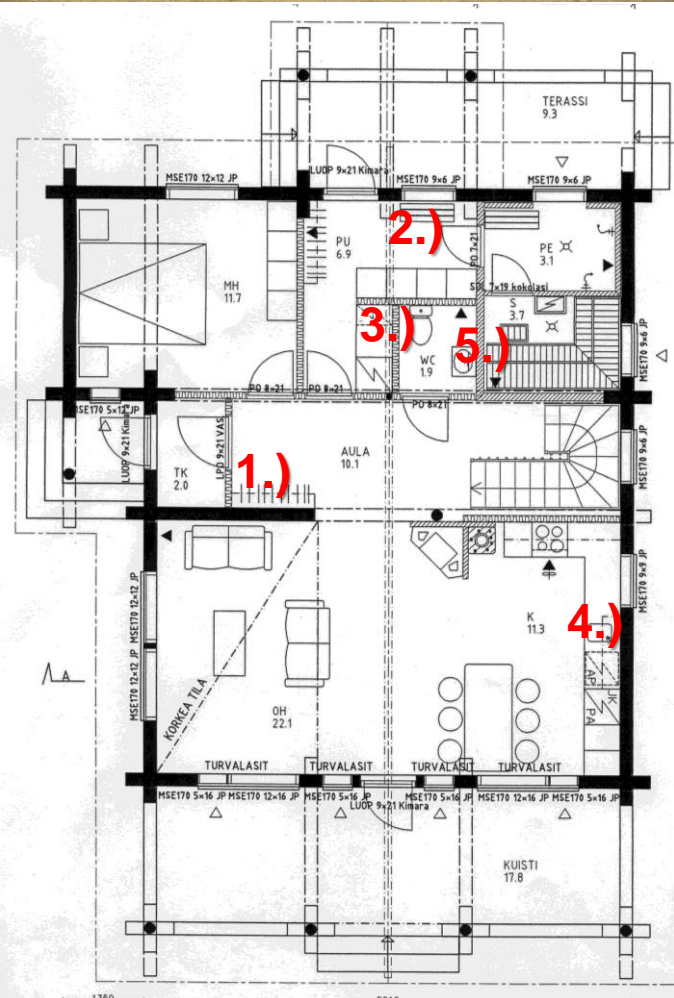 TERASSI
9.3
LUOP 9×21 Kimara
MSE170 12×12 JP
MSE170 9×6 JP
MSE170 9×6 JP
2.)
PU
6.9
PO 7×21
PE
3.1
MH
11.7
SOL 7×19 kokolasi
S
3.7
3.)
5.)
WC
1.9
MSE170 9×6 JP
PO 8×21
PO 8×21
PO 8×21
MSE170 5×12 JP
LUOP 9×21 Kimara
TK
2.0
LPO 9×21 VAS
1.)
AULA
10.1
MSE170 9×6 JP
MSE170 9×9 JP
MSE170 12×12 JP
MSE170 12×12 JP
K
11.3
4.)
AP
JK
PA
A
KORKEA TILA
OH
22.1
TURVALASIT
TURVALASIT
TURVALASIT
TURVALASIT
MSE170 5×16 JP
MSE170 12×16 JP
MSE170 5×16 JP
LUOP 9×21 Kimara
MSE170 5×16 JP
MSE170 12×16 JP
MSE170 5×16 JP
KUISTI
17.8